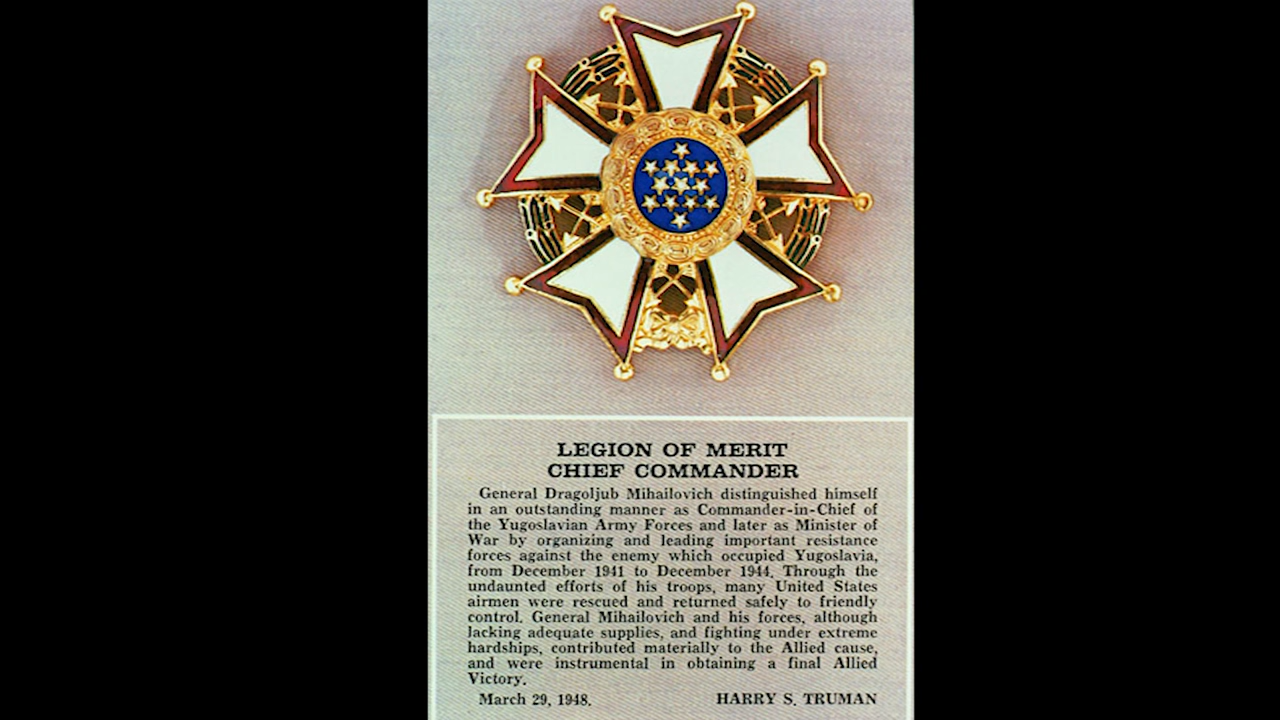 LEGION OF MERIT
CHIEF COMMANDER
General Dragoljub Mihailovich distinguished himself
in an outstanding manner as Commander-in-Chief of
the Yugoslavian Army Forces and later as Minister of
War by organizing and leading important resistance
forces against the enemy which occupied Yugoslavia,
from December 1941 to December 1944. Through the
undaunted efforts of his troops, many United States
airmen were rescued and returned safely to friendly
control. General Mihailovich and his forces, although
lacking adequate supplies, and fighting under extreme
hardships, contributed materially to the Allied cause,
and were instrumental in obtaining a final Allied
Victory.
March 29, 1948. HARRY S. TRUMAN